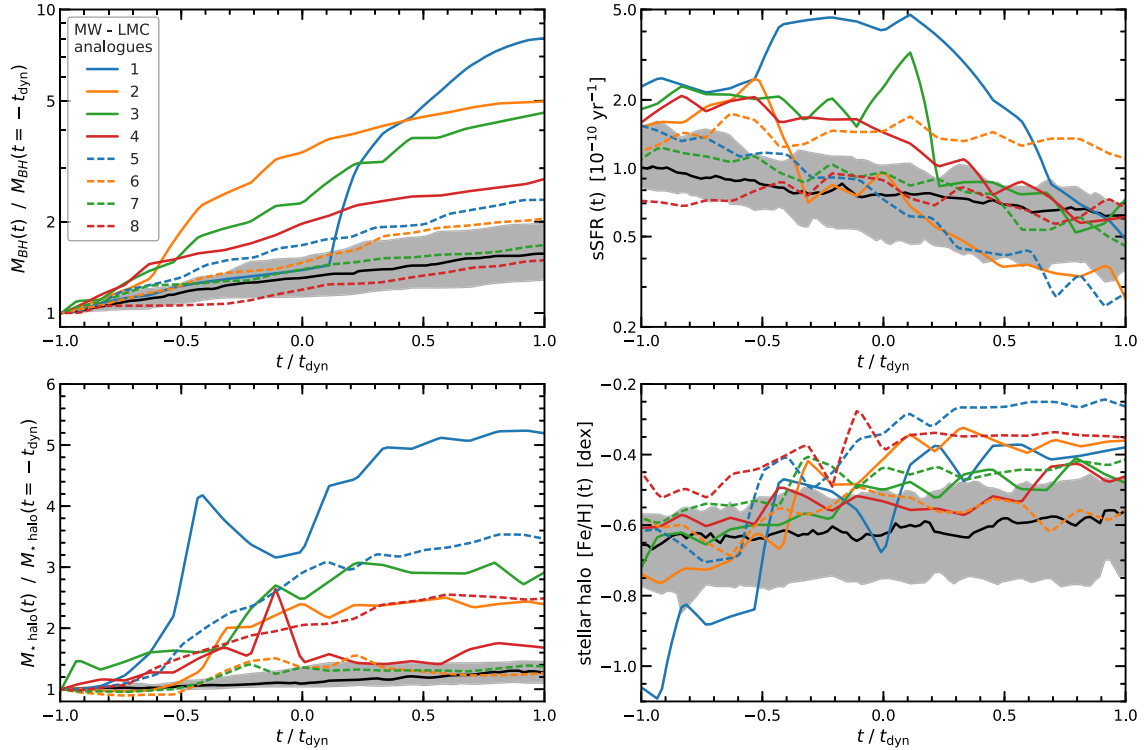 10
5
2
1
M_BH(t) / M_BH(t = − t_dyn)
MW - LMC
analogues
1
2
3
4
5
6
7
8
−1.0 −0.5 0.0 0.5 1.0
t / t_dyn
5.0
2.0
1.0
0.5
0.2
sSFR (t) [10^−10 yr^−1]
−1.0 −0.5 0.0 0.5 1.0
t / t_dyn
6
5
4
3
2
1
M_⋆ halo(t) / M_⋆ halo(t = − t_dyn)
−1.0 −0.5 0.0 0.5 1.0
t / t_dyn
−0.2
−0.4
−0.6
−0.8
−1.0
stellar halo [Fe/H] (t) [dex]
−1.0 −0.5 0.0 0.5 1.0
t / t_dyn